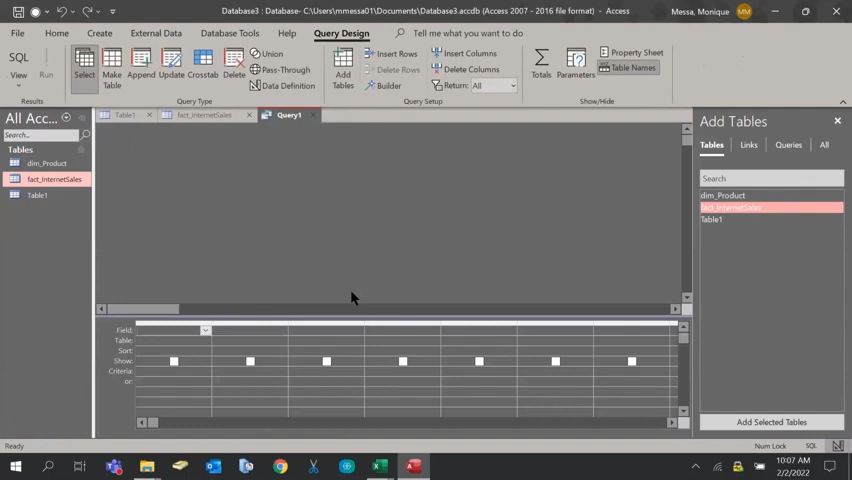 Database3 : Database- C:\Users\mmessa01\Documents\Database3.accdb (Access 2007 - 2016 file format) - Access
Messa, Monique
MM
File Home Create External Data Database Tools Help Query Design Tell me what you want to do
SQL
View
Run
Results
Select
Make
Table
Append
Update
Crosstab
Delete
Union
Pass-Through
Data Definition
Query Type
Add
Tables
Insert Rows
Delete Rows
Builder
Insert Columns
Delete Columns
Return: All
Query Setup
Totals
Parameters
Property Sheet
Table Names
Show/Hide
All Acc...
Search...
Tables
dim_Product
fact_InternetSales
Table1
Table1 fact_InternetSales Query1
Field:
Table:
Sort:
Show:
Criteria:
or:
Add Tables
Tables Links Queries All
Search
dim_Product
fact_InternetSales
Table1
Add Selected Tables
Ready
Num Lock
SQL
10:07 AM
2/2/2022